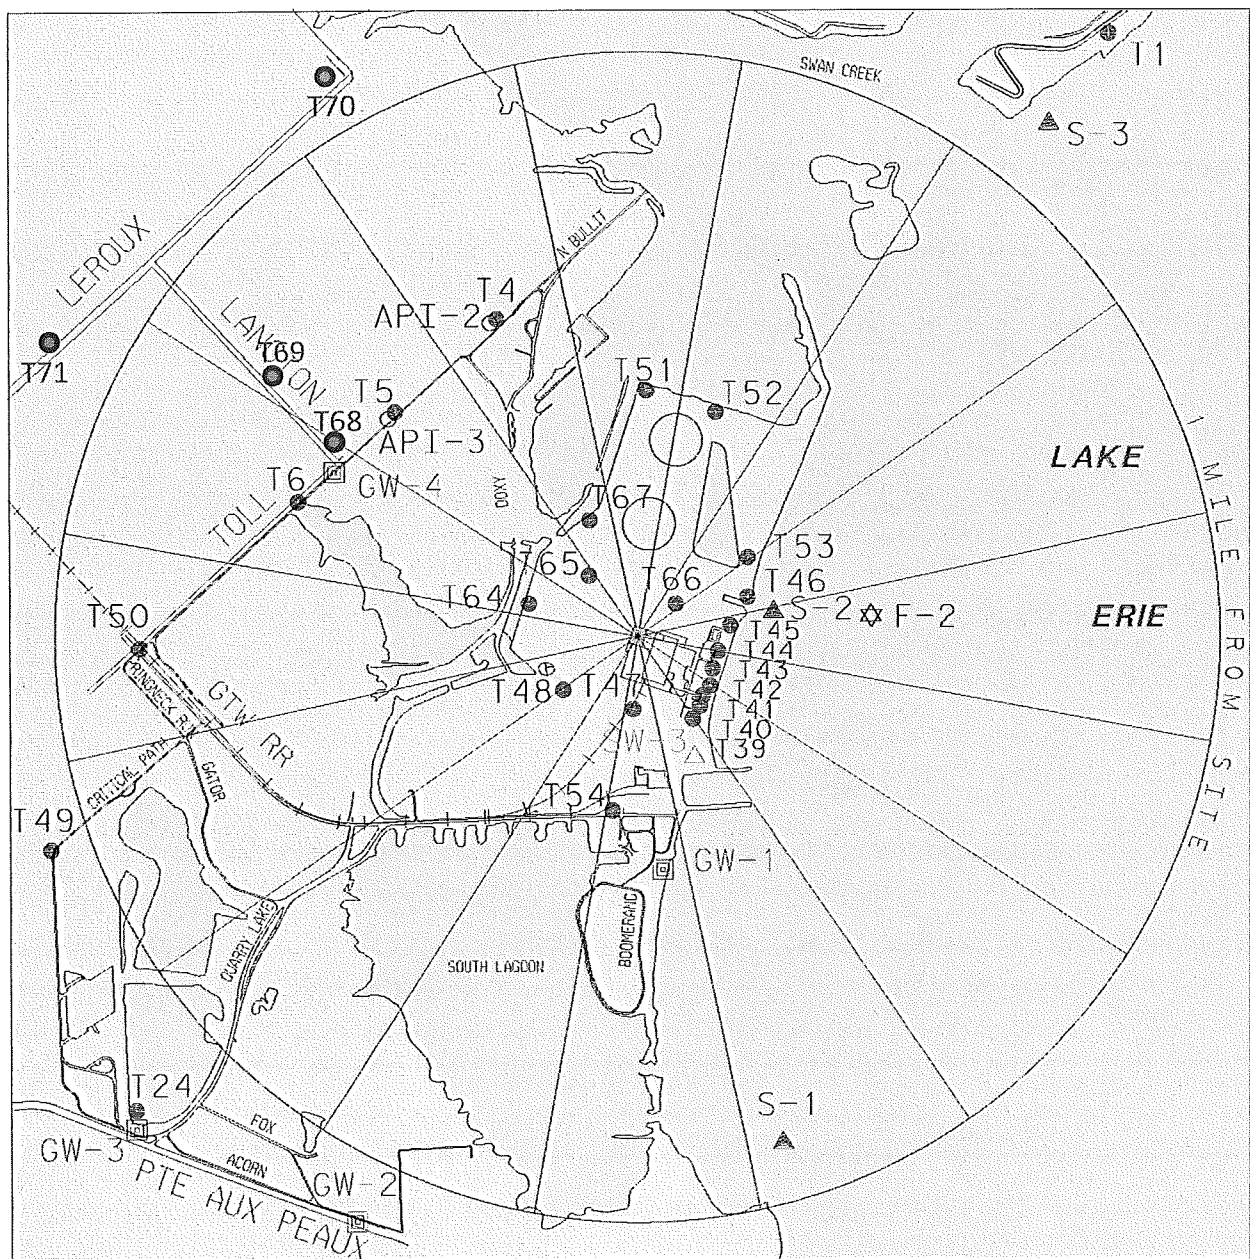 SWAN CREEK
T1
T70
S-3
LEROUX
N BULLIT
T4
API-2
LANGTON
T69
T71
T5
T51
T52
T68
API-3
1 MILE FROM SITE
LAKE
T6
GW-4
DOXY
TOLL
T67
T53
T65
T66
T46
T64
S-2
F-2
ERIE
T50
T45
T44
T43
T48
T47
T42
GTW RR
RINGNECK RD
T41
T40
SW-3
T39
CRITICAL PATH
GATOR
T54
T49
GW-1
QUARRY LAKE
BOOMERANG
SOUTH LAGOON
T24
S-1
FOX
GW-3
ACORN
GW-2
PTE AUX PEAUX